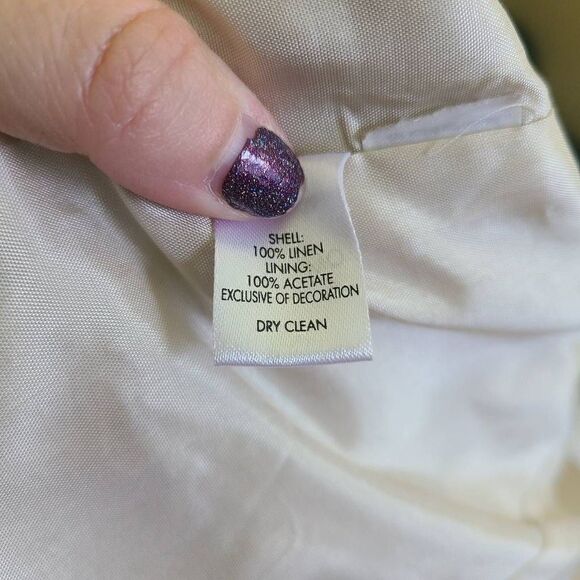 SHELL:
100% LINEN
LINING:
100% ACETATE
EXCLUSIVE OF DECORATION
DRY CLEAN